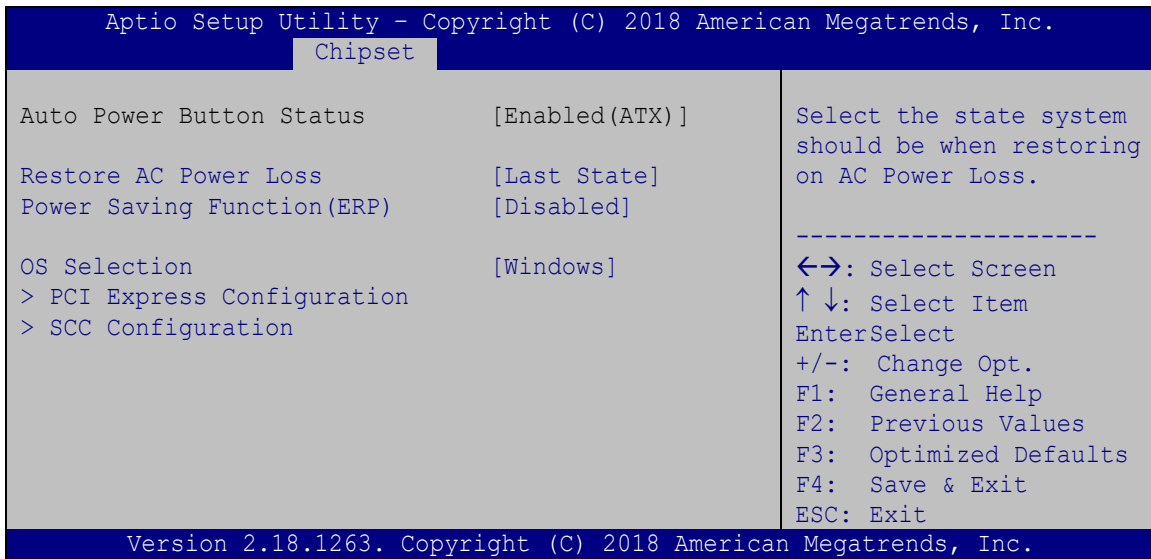 Aptio Setup Utility – Copyright (C) 2018 American Megatrends, Inc.
Chipset
Auto Power Button Status [Enabled(ATX)]
Restore AC Power Loss [Last State]
Power Saving Function(ERP) [Disabled]
OS Selection [Windows]
> PCI Express Configuration
> SCC Configuration
Select the state system
should be when restoring
on AC Power Loss.
---------------------
←→: Select Screen
↑ ↓: Select Item
EnterSelect
+/-: Change Opt.
F1: General Help
F2: Previous Values
F3: Optimized Defaults
F4: Save & Exit
ESC: Exit
Version 2.18.1263. Copyright (C) 2018 American Megatrends, Inc.